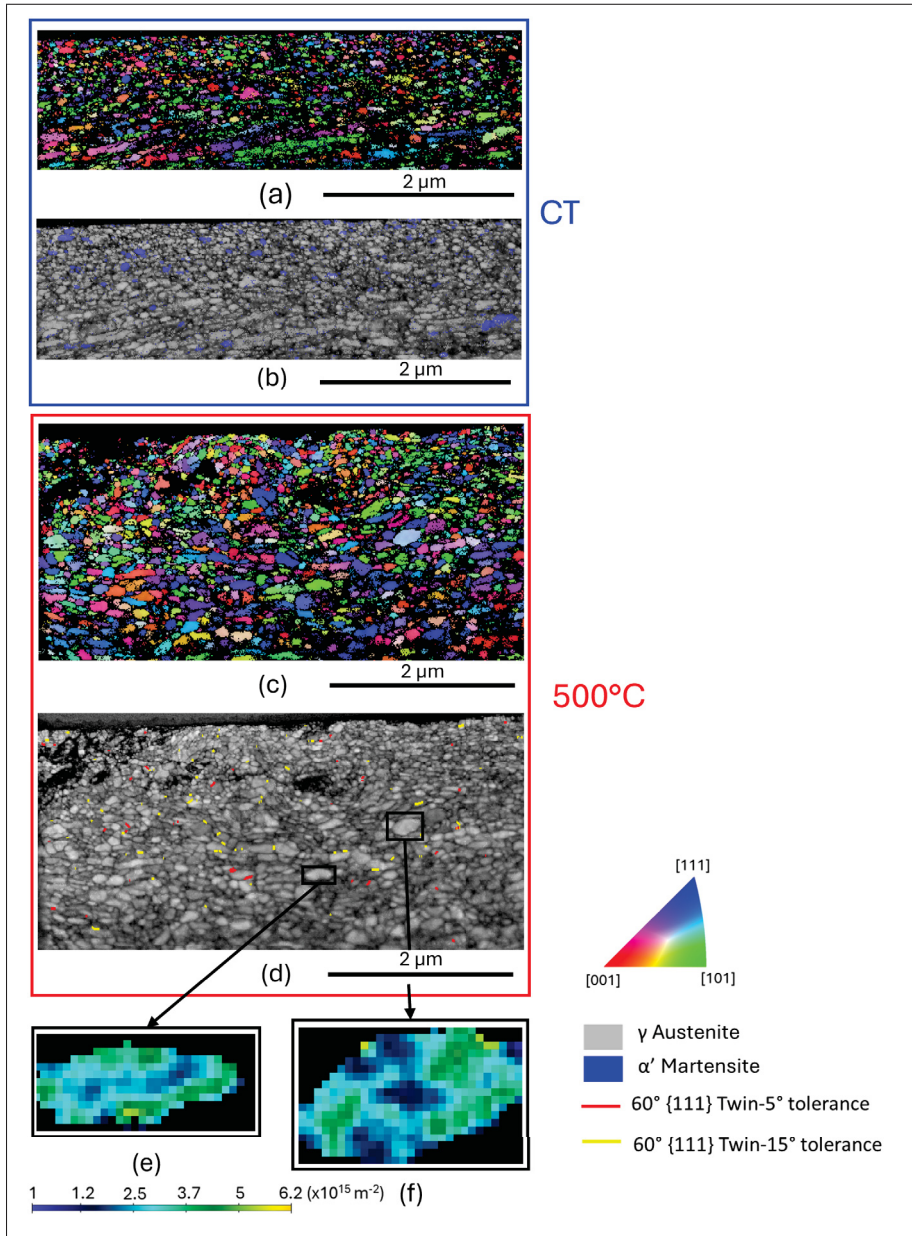 (a)
2 µm
CT
(b)
2 µm
(c)
2 µm
500°C
(d)
2 µm
[111]
[001]
[101]
γ Austenite
α' Martensite
60° {111} Twin-5° tolerance
60° {111} Twin-15° tolerance
(e)
(f)
1 1.2 2.5 3.7 5 6.2 (x10¹⁵ m⁻²)